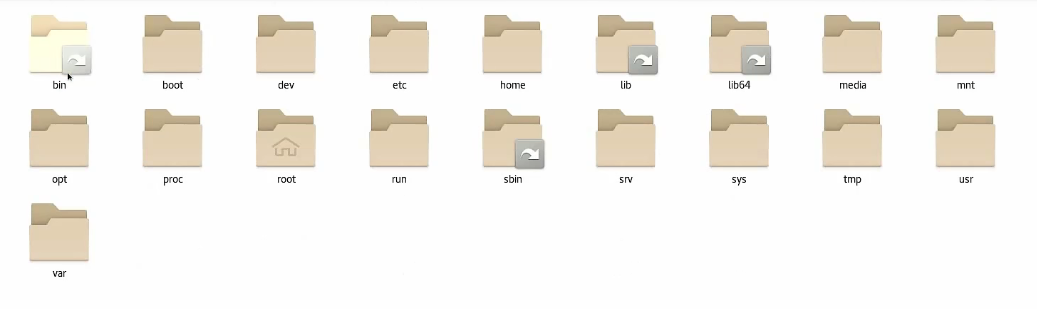 bin boot dev etc home lib lib64 media mnt
opt proc root run sbin srv sys tmp usr
var